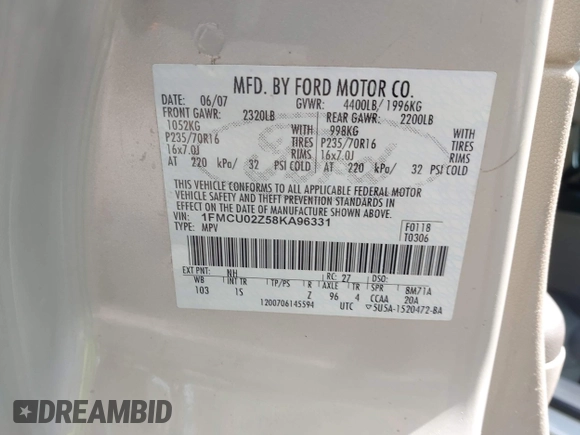 MFD. BY FORD MOTOR CO.
DATE: 06/07 GVWR: 4400LB/ 1996KG
FRONT GAWR: 2320LB REAR GAWR: 2200LB
1052KG WITH 998KG WITH
P235/70R16 TIRES P235/70R16 TIRES
16x7.0J RIMS 16x7.0J RIMS
AT 220 kPa/ 32 PSI COLD AT 220 kPa/ 32 PSI COLD
THIS VEHICLE CONFORMS TO ALL APPLICABLE FEDERAL MOTOR
VEHICLE SAFETY AND THEFT PREVENTION STANDARDS
IN EFFECT ON THE DATE OF MANUFACTURE SHOWN ABOVE.
VIN: 1FMCU02Z58KA96331 F0118
TYPE: MPV T0306
EXT PNT: NH RC: 27 DSO:
WB INT TR TP/PS R AXLE TR SPR 8M71A
103 1S Z 96 4 CCAA 20A
1200706145594 UTC 5U5A-1520472-BA
Ford
DREAMBID